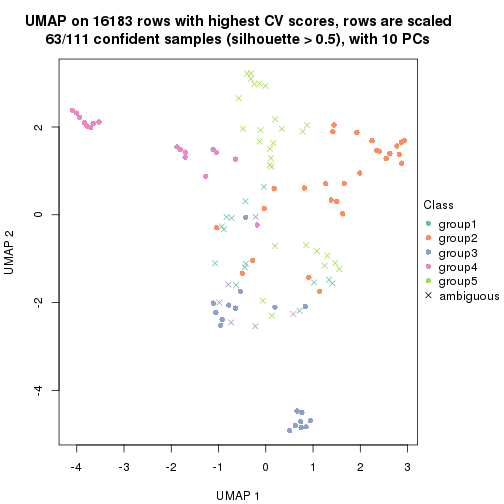 UMAP on 16183 rows with highest CV scores, rows are scaled
63/111 confident samples (silhouette > 0.5), with 10 PCs
2
0
-2
-4
UMAP 2
-4
-3
-2
-1
0
1
2
3
UMAP 1
Class
group1
group2
group3
group4
group5
ambiguous